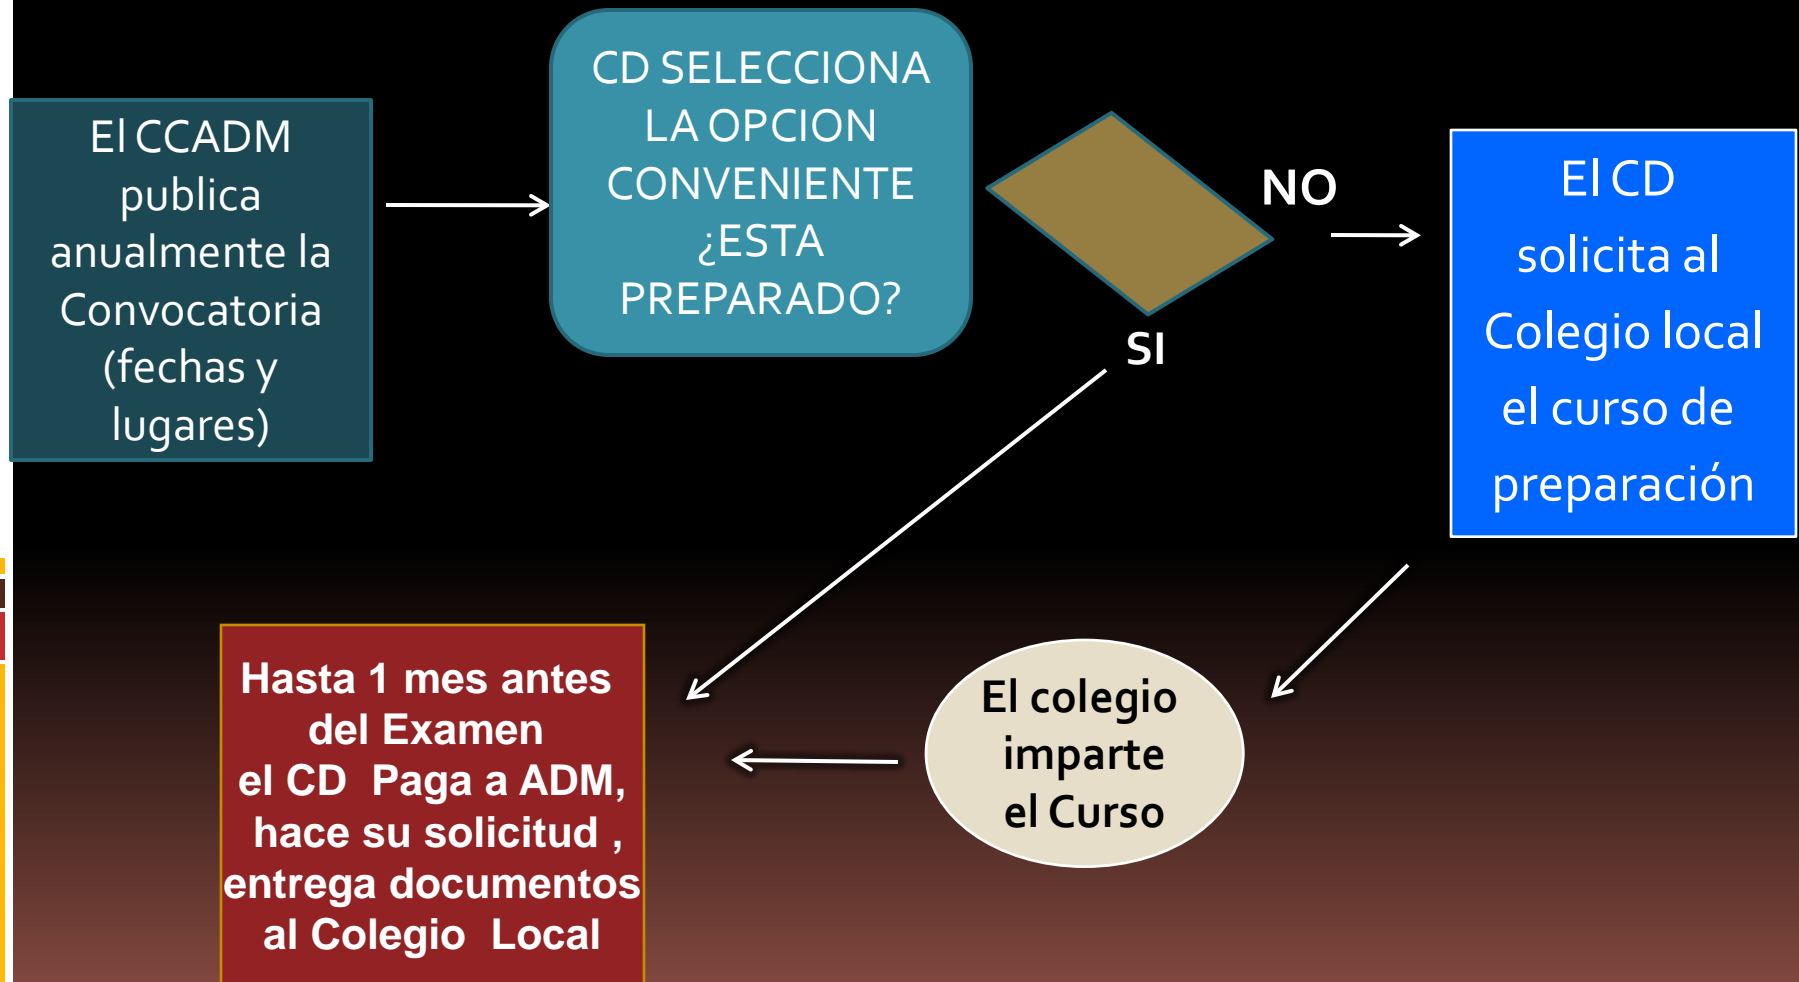 El CCADM
publica
anualmente la
Convocatoria
(fechas y
lugares)
CD SELECCIONA
LA OPCION
CONVENIENTE
¿ESTA
PREPARADO?
NO
SI
El CD
solicita al
Colegio local
el curso de
preparación
El colegio
imparte
el Curso
Hasta 1 mes antes
del Examen
el CD Paga a ADM,
hace su solicitud ,
entrega documentos
al Colegio Local